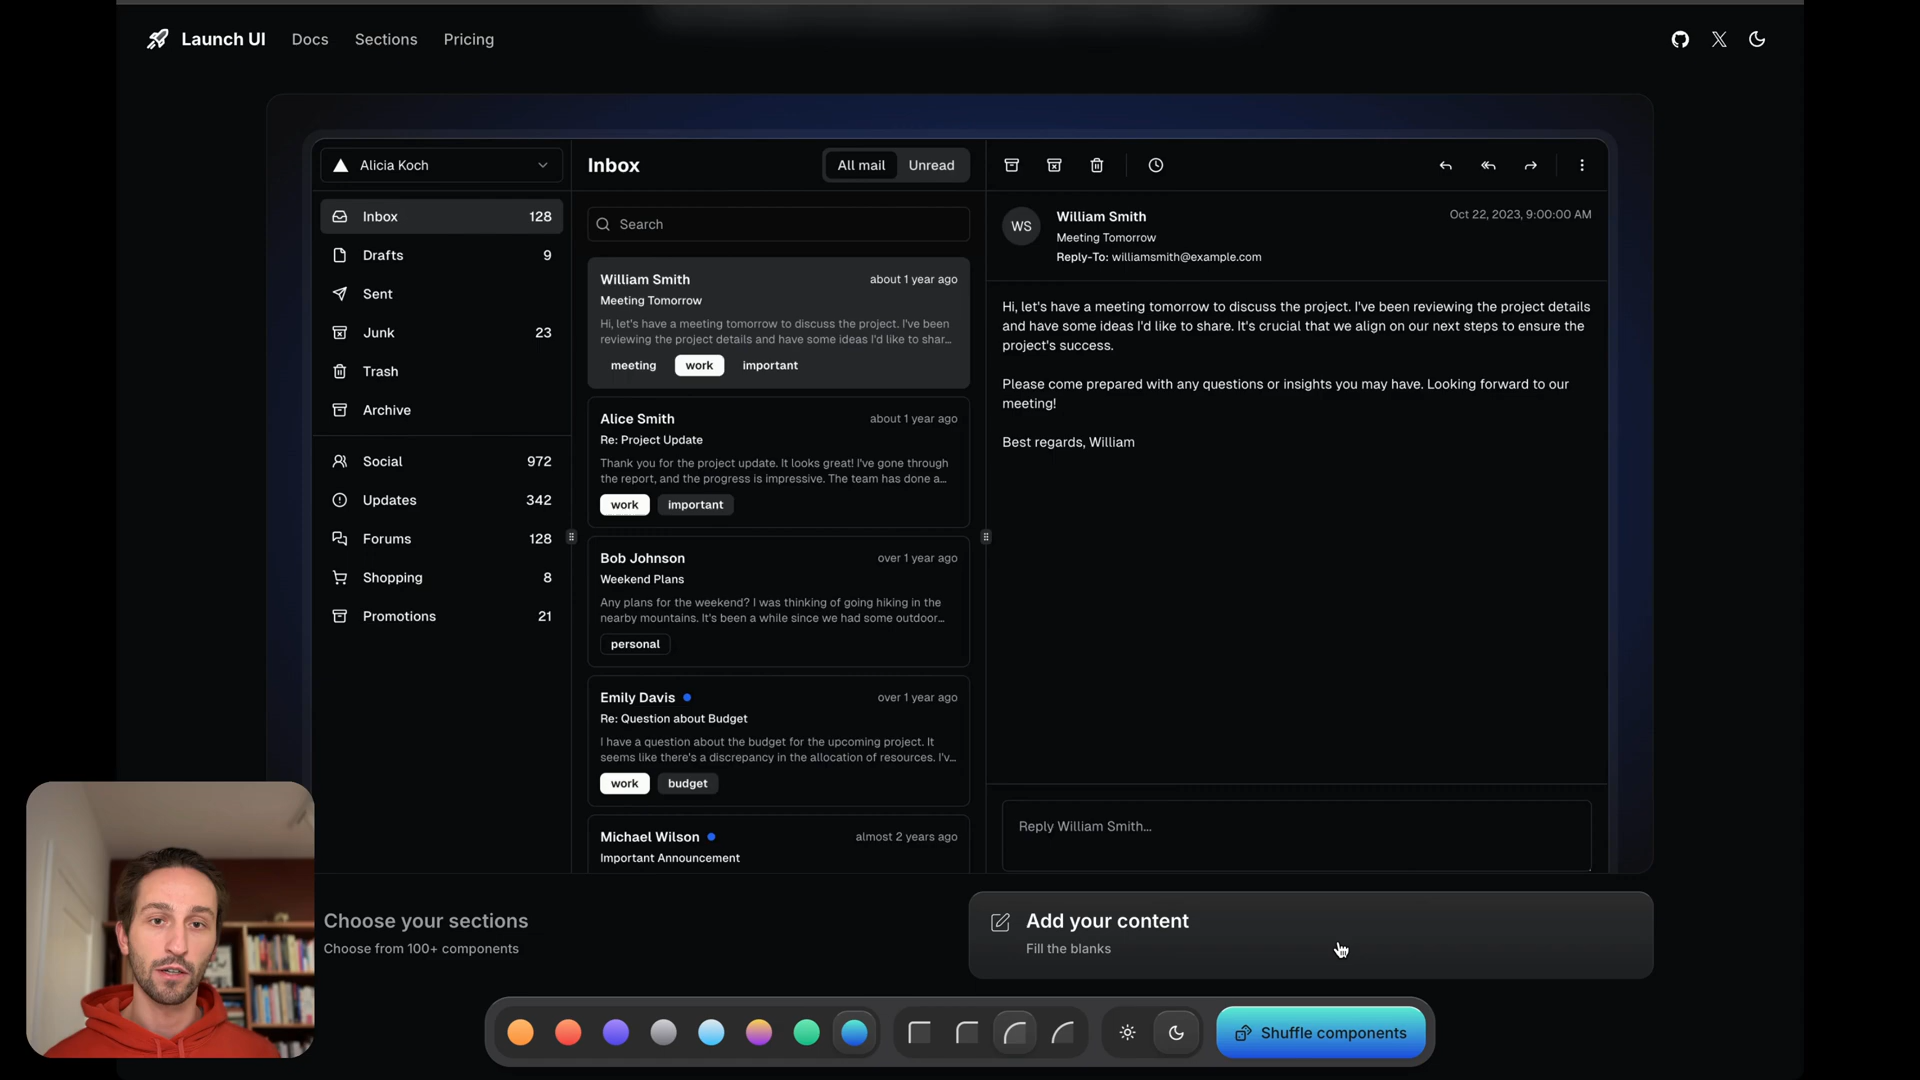 Launch UI
Docs
Sections
Pricing
Alicia Koch
Inbox 128
Drafts 9
Sent
Junk 23
Trash
Archive
Social 972
Updates 342
Forums 128
Shopping 8
Promotions 21
Inbox
All mail
Unread
Search
William Smith about 1 year ago
Meeting Tomorrow
Hi, let's have a meeting tomorrow to discuss the project. I've been
reviewing the project details and have some ideas I'd like to shar...
meeting work important
Alice Smith about 1 year ago
Re: Project Update
Thank you for the project update. It looks great! I've gone through
the report, and the progress is impressive. The team has done a...
work important
Bob Johnson over 1 year ago
Weekend Plans
Any plans for the weekend? I was thinking of going hiking in the
nearby mountains. It's been a while since we had some outdoor...
personal
Emily Davis over 1 year ago
Re: Question about Budget
I have a question about the budget for the upcoming project. It
seems like there's a discrepancy in the allocation of resources. I'v...
work budget
Michael Wilson almost 2 years ago
Important Announcement
WS
William Smith
Oct 22, 2023, 9:00:00 AM
Meeting Tomorrow
Reply-To: williamsmith@example.com
Hi, let's have a meeting tomorrow to discuss the project. I've been reviewing the project details
and have some ideas I'd like to share. It's crucial that we align on our next steps to ensure the
project's success.
Please come prepared with any questions or insights you may have. Looking forward to our
meeting!
Best regards, William
Reply William Smith...
Choose your sections
Choose from 100+ components
Add your content
Fill the blanks
Shuffle components